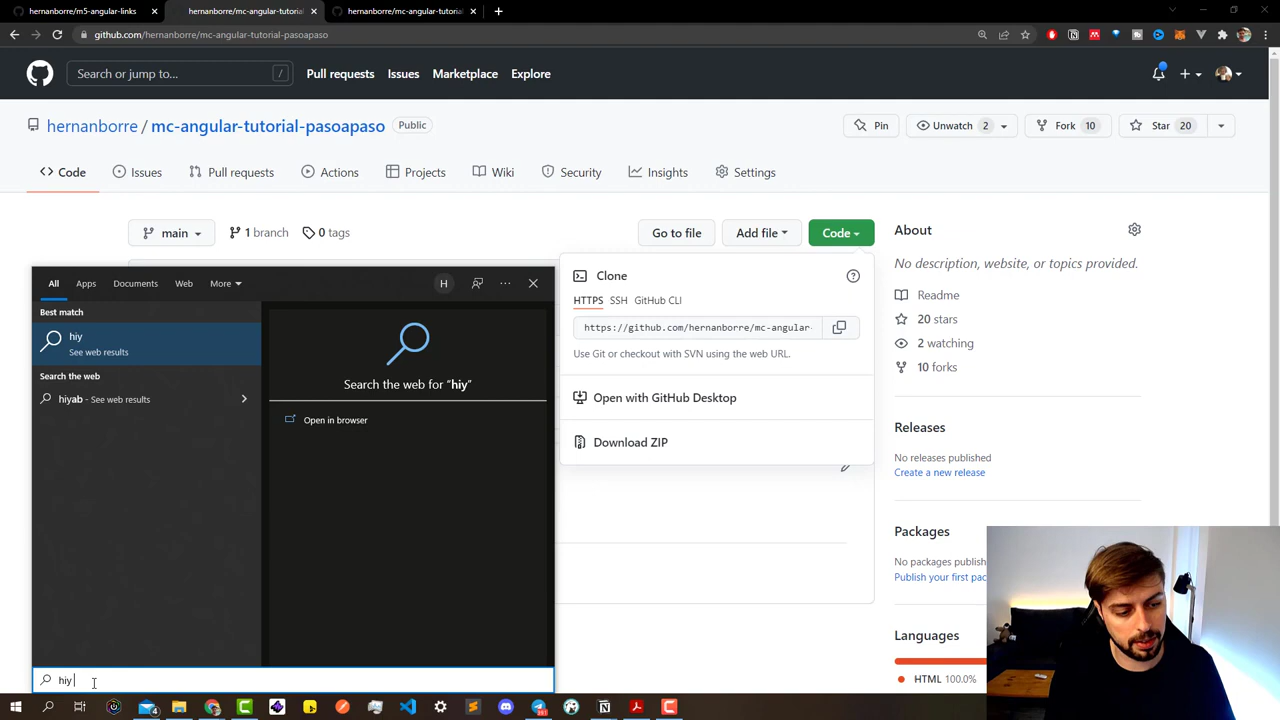 hernanborre/m5-angular-links
hernanborre/mc-angular-tutorial
hernanborre/mc-angular-tutorial
github.com/hernanborre/mc-angular-tutorial-pasoapaso
Search or jump to...
/
Pull requests
Issues
Marketplace
Explore
hernanborre / mc-angular-tutorial-pasoapaso
Public
Pin
Unwatch 2
Fork 10
Star 20
Code
Issues
Pull requests
Actions
Projects
Wiki
Security
Insights
Settings
main
1 branch
0 tags
Go to file
Add file
Code
Clone
HTTPS SSH GitHub CLI
https://github.com/hernanborre/mc-angular-
Use Git or checkout with SVN using the web URL.
Open with GitHub Desktop
Download ZIP
About
No description, website, or topics provided.
Readme
20 stars
2 watching
10 forks
Releases
No releases published
Create a new release
Packages
No packages publish
Publish your first pac
Languages
HTML 100.0%
All Apps Documents Web More
H
Best match
hiy
See web results
Search the web
hiyab - See web results
Search the web for "hiy"
Open in browser
hiy